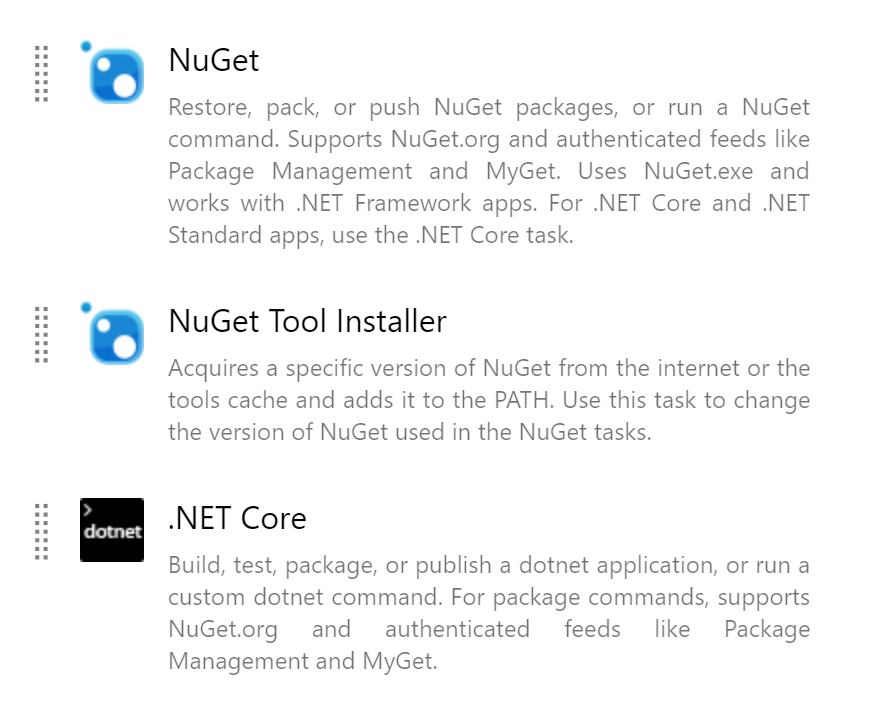 NuGet
Restore, pack, or push NuGet packages, or run a NuGet
command. Supports NuGet.org and authenticated feeds like
Package Management and MyGet. Uses NuGet.exe and
works with .NET Framework apps. For .NET Core and .NET
Standard apps, use the .NET Core task.
NuGet Tool Installer
Acquires a specific version of NuGet from the internet or the
tools cache and adds it to the PATH. Use this task to change
the version of NuGet used in the NuGet tasks.
>
dotnet
.NET Core
Build, test, package, or publish a dotnet application, or run a
custom dotnet command. For package commands, supports
NuGet.org and authenticated feeds like Package
Management and MyGet.